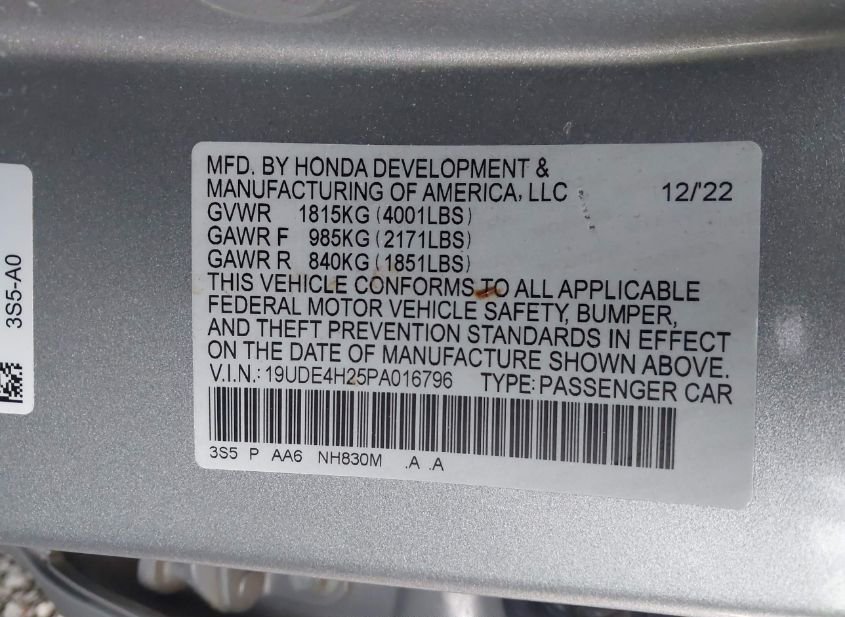 MFD. BY HONDA DEVELOPMENT &
MANUFACTURING OF AMERICA, LLC 12/'22
GVWR 1815KG (4001LBS)
GAWR F 985KG (2171LBS)
GAWR R 840KG (1851LBS)
THIS VEHICLE CONFORMS TO ALL APPLICABLE
FEDERAL MOTOR VEHICLE SAFETY, BUMPER,
AND THEFT PREVENTION STANDARDS IN EFFECT
ON THE DATE OF MANUFACTURE SHOWN ABOVE.
V.I.N.: 19UDE4H25PA016796 TYPE: PASSENGER CAR
3S5 P AA6 NH830M .A .A
3S5-A0